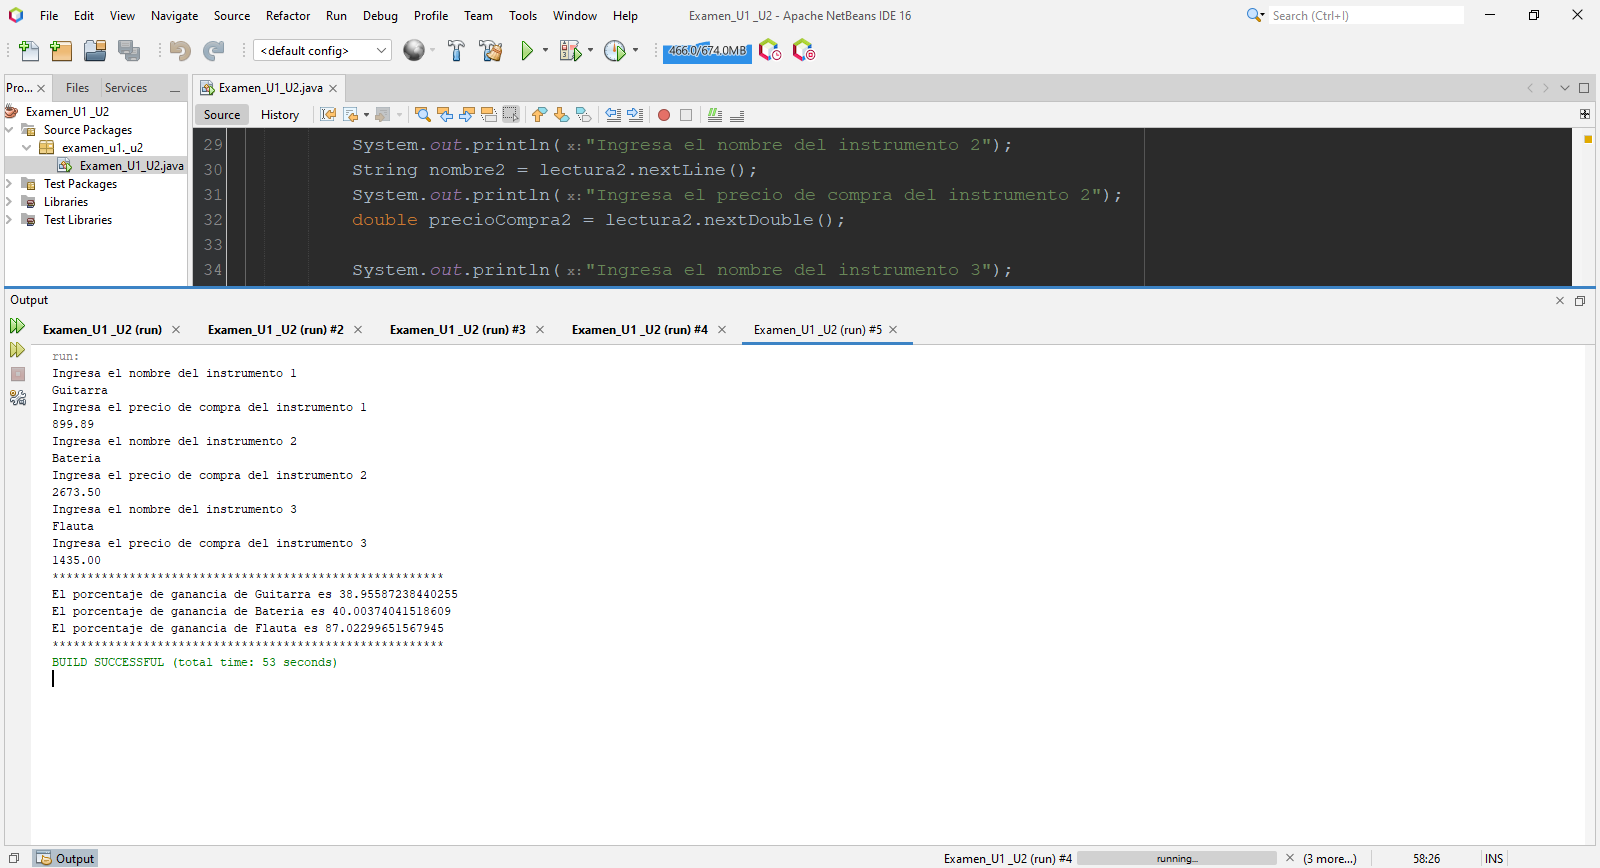 File Edit View Navigate Source Refactor Run Debug Profile Team Tools Window Help Examen_U1 _U2 - Apache NetBeans IDE 16 Search (Ctrl+I)
<default config> 466.0/674.0MB
Pro... Files Services Examen_U1_U2.java
Examen_U1 _U2 Source History
Source Packages
examen_u1._u2
Examen_U1_U2.java
Test Packages
Libraries
Test Libraries
29 System.out.println( x: "Ingresa el nombre del instrumento 2");
30 String nombre2 = lectura2.nextLine();
31 System.out.println( x: "Ingresa el precio de compra del instrumento 2");
32 double precioCompra2 = lectura2.nextDouble();
33
34 System.out.println( x: "Ingresa el nombre del instrumento 3");
Output
Examen_U1 _U2 (run) Examen_U1 _U2 (run) #2 Examen_U1 _U2 (run) #3 Examen_U1 _U2 (run) #4 Examen_U1 _U2 (run) #5
run:
Ingresa el nombre del instrumento 1
Guitarra
Ingresa el precio de compra del instrumento 1
899.89
Ingresa el nombre del instrumento 2
Bateria
Ingresa el precio de compra del instrumento 2
2673.50
Ingresa el nombre del instrumento 3
Flauta
Ingresa el precio de compra del instrumento 3
1435.00
********************************************************
El porcentaje de ganancia de Guitarra es 38.95587238440255
El porcentaje de ganancia de Bateria es 40.00374041518609
El porcentaje de ganancia de Flauta es 87.02299651567945
********************************************************
BUILD SUCCESSFUL (total time: 53 seconds)
Output Examen_U1 _U2 (run) #4 running... (3 more...) 58:26 INS